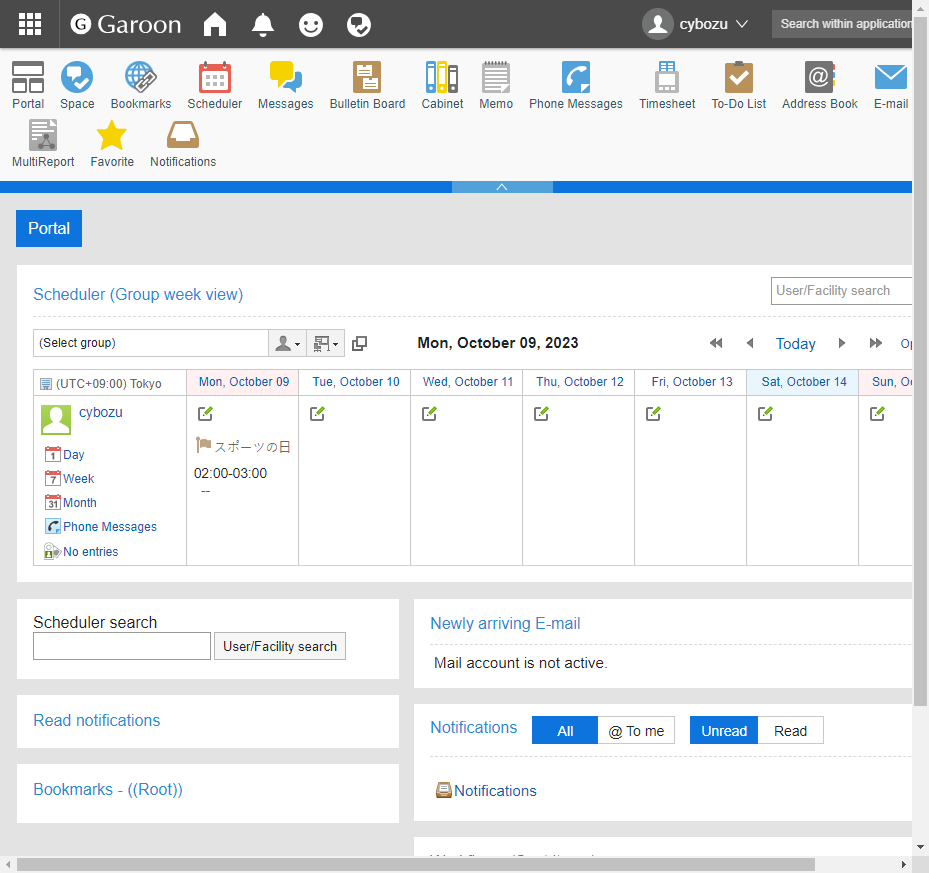 Garoon
cybozu
Search within application
Portal Space Bookmarks Scheduler Messages Bulletin Board Cabinet Memo Phone Messages Timesheet To-Do List Address Book E-mail
MultiReport Favorite Notifications
Portal
Scheduler (Group week view)
User/Facility search
(Select group)
Mon, October 09, 2023
Today
Op
(UTC+09:00) Tokyo Mon, October 09 Tue, October 10 Wed, October 11 Thu, October 12 Fri, October 13 Sat, October 14 Sun, Oc
cybozu
スポーツの日
02:00-03:00
--
Day
Week
Month
Phone Messages
No entries
Scheduler search
User/Facility search
Read notifications
Bookmarks - ((Root))
Newly arriving E-mail
Mail account is not active.
Notifications All @ To me Unread Read
Notifications